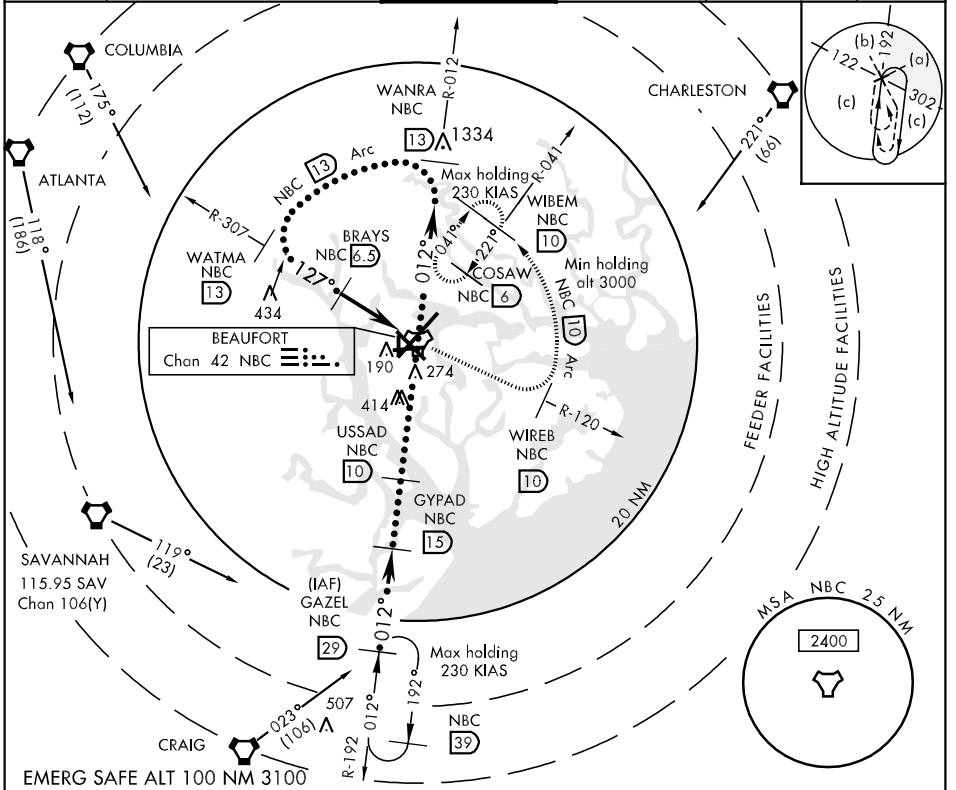 COLUMBIA
175°
(112)
ATLANTA
118°
(186)
CHARLESTON
221°
(66)
(b)
192
(a)
122
302
(c)
(c)
R-012
WANRA
NBC
13
1334
NBC 13 Arc
Max holding
230 KIAS
R-041
WIBEM
NBC
10
R-307
BRAYS
NBC 6.5
WATMA
NBC
13
127°
012°
041°
221°
COSAW
NBC 6
Min holding
alt 3000
434
NBC 10 Arc
BEAUFORT
Chan 42 NBC
190
274
414
R-120
USSAD
NBC
10
WIREB
NBC
10
GYPAD
NBC
15
20 NM
FEEDER FACILITIES
HIGH ALTITUDE FACILITIES
SAVANNAH
115.95 SAV
Chan 106(Y)
119°
(23)
(IAF)
GAZEL
NBC
29
012°
Max holding
230 KIAS
012°
192°
NBC
39
R-192
507
023°
(106)
CRAIG
MSA NBC 25 NM
2400
EMERG SAFE ALT 100 NM 3100